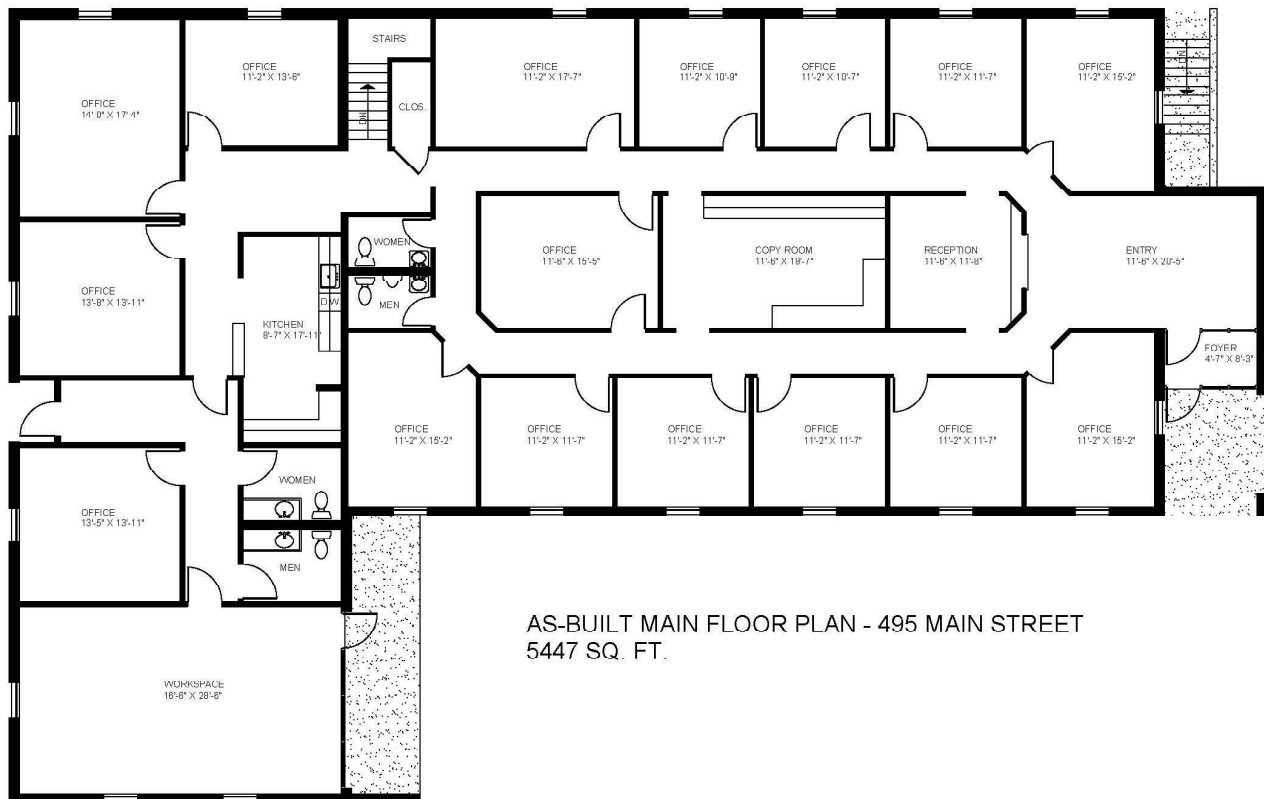 STAIRS
OFFICE
11'-2" X 13'-6"
OFFICE
11'-2" X 17'-7"
OFFICE
11'-2" X 10'-9"
OFFICE
11'-2" X 10'-7"
OFFICE
11'-2" X 11'-7"
OFFICE
11'-2" X 15'-2"
DN
OFFICE
14' 0" X 17' 4"
CLOS.
DN
WOMEN
OFFICE
11'-6" X 15'-5"
COPY ROOM
11'-6" X 19'-7"
RECEPTION
11'-6" X 11'-8"
ENTRY
11'-6" X 20'-5"
OFFICE
13'-8" X 13'-11"
D.W.
MEN
KITCHEN
8'-7" X 17'-11"
FOYER
4'-7" X 8'-3"
OFFICE
11'-2" X 15'-2"
OFFICE
11'-2" X 11'-7"
OFFICE
11'-2" X 11'-7"
OFFICE
11'-2" X 11'-7"
OFFICE
11'-2" X 11'-7"
OFFICE
11'-2" X 15'-2"
WOMEN
OFFICE
13'-5" X 13'-11"
MEN
AS-BUILT MAIN FLOOR PLAN - 495 MAIN STREET
5447 SQ. FT.
WORKSPACE
16'-6" X 28'-6"